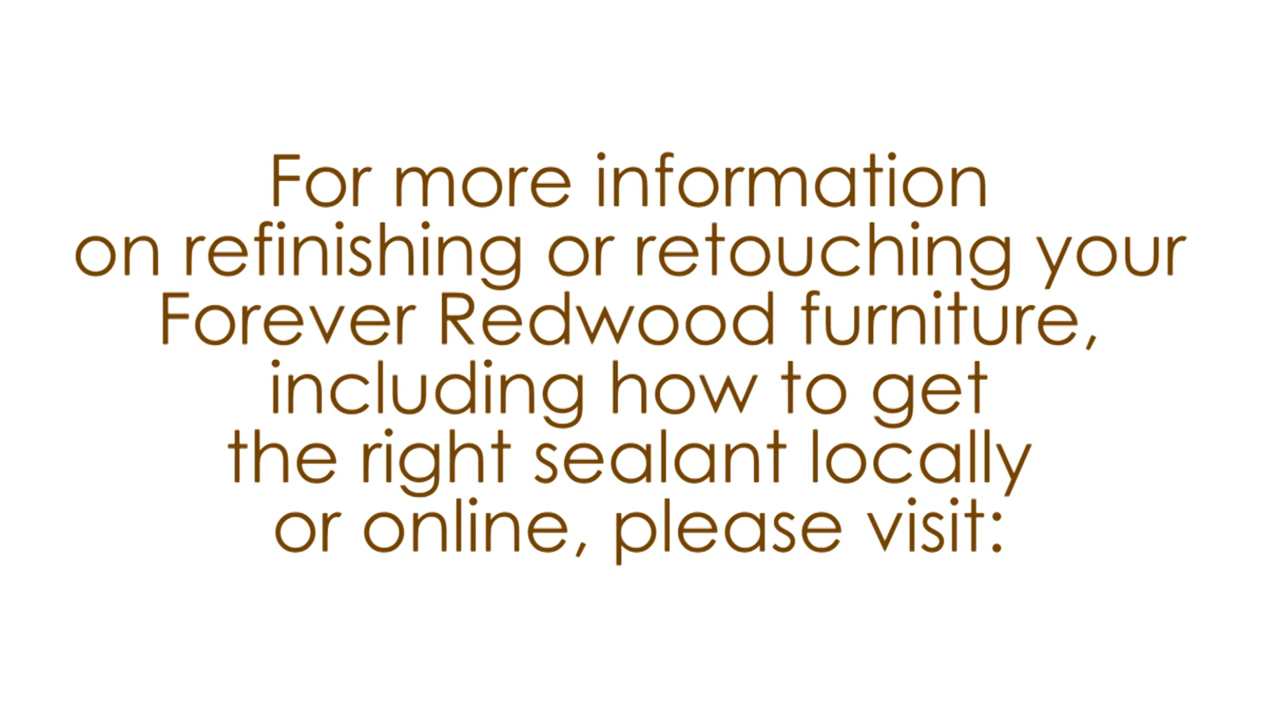 For more information
on refinishing or retouching your
Forever Redwood furniture,
including how to get
the right sealant locally
or online, please visit: